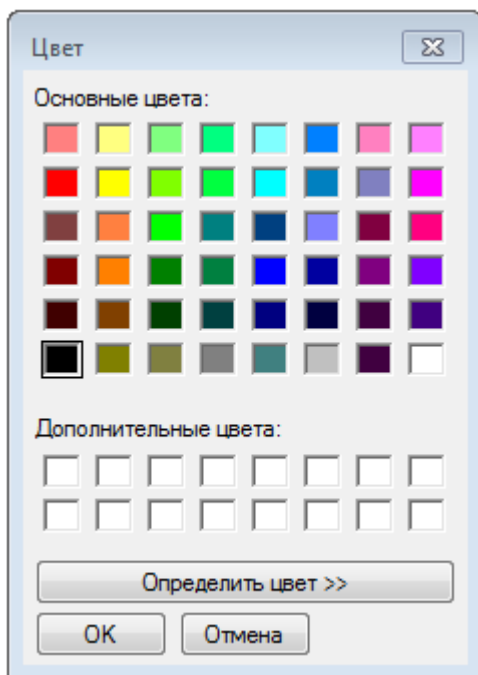 Цвет
Основные цвета:
Дополнительные цвета:
Определить цвет >>
OK
Отмена